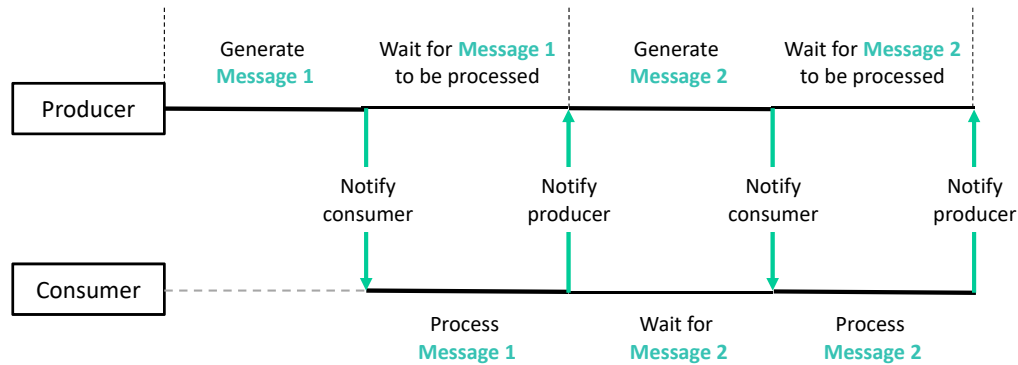 Generate
Message 1
Wait for Message 1
to be processed
Generate
Message 2
Wait for Message 2
to be processed
Producer
Notify
consumer
Notify
producer
Notify
consumer
Notify
producer
Consumer
Process
Message 1
Wait for
Message 2
Process
Message 2